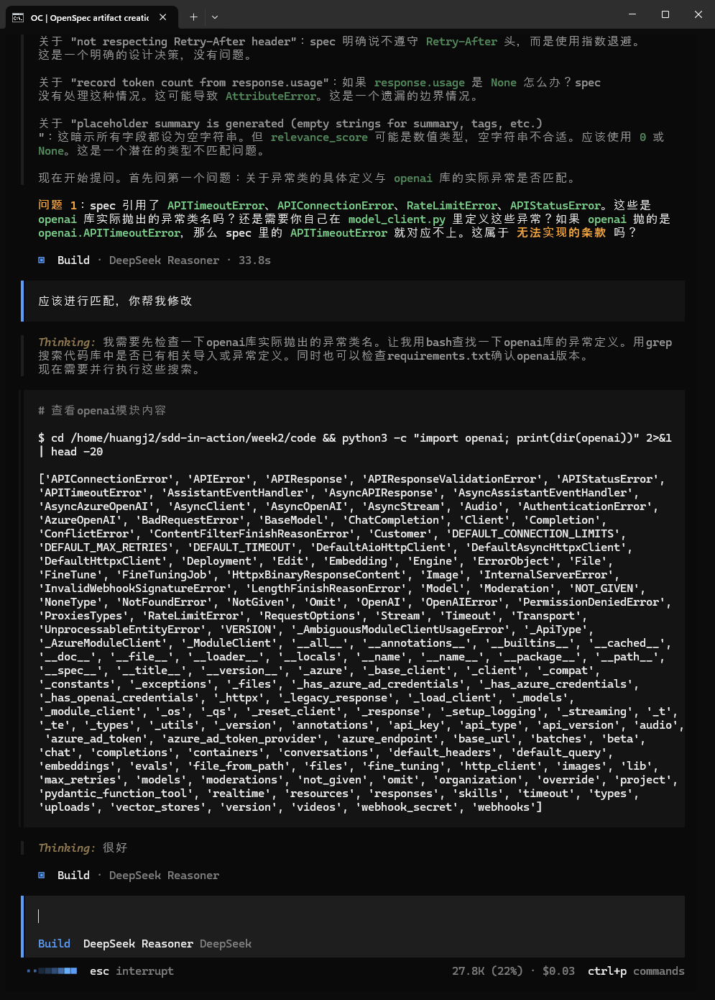 OC | OpenSpec artifact creatio
关于 "not respecting Retry-After header"：spec 明确说不遵守 Retry-After 头，而是使用指数退避。
这是一个明确的设计决策，没有问题。
关于 "record token count from response.usage"：如果 response.usage 是 None 怎么办？spec
没有处理这种情况。这可能导致 AttributeError。这是一个遗漏的边界情况。
关于 "placeholder summary is generated (empty strings for summary, tags, etc.)
"：这暗示所有字段都设为空字符串。但 relevance_score 可能是数值类型，空字符串不合适。应该使用 0 或
None。这是一个潜在的类型不匹配问题。
现在开始提问。首先问第一个问题：关于异常类的具体定义与 openai 库的实际异常是否匹配。
问题 1：spec 引用了 APITimeoutError、APIConnectionError、RateLimitError、APIStatusError。这些是
openai 库实际抛出的异常类名吗？还是需要你自己在 model_client.py 里定义这些异常？如果 openai 抛的是
openai.APITimeoutError，那么 spec 里的 APITimeoutError 就对应不上。这属于 无法实现的条款 吗？
Build · DeepSeek Reasoner · 33.8s
应该进行匹配，你帮我修改
Thinking: 我需要先检查一下openai库实际抛出的异常类名。让我用bash查找一下openai库的异常定义。用grep
搜索代码库中是否已有相关导入或异常定义。同时也可以检查requirements.txt确认openai版本。
现在需要并行执行这些搜索。
# 查看openai模块内容
$ cd /home/huangj2/sdd-in-action/week2/code && python3 -c "import openai; print(dir(openai))" 2>&1
| head -20
['APIConnectionError', 'APIError', 'APIResponse', 'APIResponseValidationError', 'APIStatusError',
'APITimeoutError', 'AssistantEventHandler', 'AsyncAPIResponse', 'AsyncAssistantEventHandler',
'AsyncAzureOpenAI', 'AsyncClient', 'AsyncOpenAI', 'AsyncStream', 'Audio', 'AuthenticationError',
'AzureOpenAI', 'BadRequestError', 'BaseModel', 'ChatCompletion', 'Client', 'Completion',
'ConflictError', 'ContentFilterFinishReasonError', 'Customer', 'DEFAULT_CONNECTION_LIMITS',
'DEFAULT_MAX_RETRIES', 'DEFAULT_TIMEOUT', 'DefaultAioHttpClient', 'DefaultAsyncHttpxClient',
'DefaultHttpxClient', 'Deployment', 'Edit', 'Embedding', 'Engine', 'ErrorObject', 'File',
'FineTune', 'FineTuningJob', 'HttpxBinaryResponseContent', 'Image', 'InternalServerError',
'InvalidWebhookSignatureError', 'LengthFinishReasonError', 'Model', 'Moderation', 'NOT_GIVEN',
'NoneType', 'NotFoundError', 'NotGiven', 'Omit', 'OpenAI', 'OpenAIError', 'PermissionDeniedError',
'ProxiesTypes', 'RateLimitError', 'RequestOptions', 'Stream', 'Timeout', 'Transport',
'UnprocessableEntityError', 'VERSION', '_AmbiguousModuleClientUsageError', '_ApiType',
'_AzureModuleClient', '_ModuleClient', '__all__', '__annotations__', '__builtins__', '__cached__',
'__doc__', '__file__', '__loader__', '__locals', '__name', '__name__', '__package__', '__path__',
'__spec__', '__title__', '__version__', '_azure', '_base_client', '_client', '_compat',
'_constants', '_exceptions', '_files', '_has_azure_ad_credentials', '_has_azure_credentials',
'_has_openai_credentials', '_httpx', '_legacy_response', '_load_client', '_models',
'_module_client', '_os', '_qs', '_reset_client', '_response', '_setup_logging', '_streaming', '_t',
'_te', '_types', '_utils', '_version', 'annotations', 'api_key', 'api_type', 'api_version', 'audio',
'azure_ad_token', 'azure_ad_token_provider', 'azure_endpoint', 'base_url', 'batches', 'beta',
'chat', 'completions', 'containers', 'conversations', 'default_headers', 'default_query',
'embeddings', 'evals', 'file_from_path', 'files', 'fine_tuning', 'http_client', 'images', 'lib',
'max_retries', 'models', 'moderations', 'not_given', 'omit', 'organization', 'override', 'project',
'pydantic_function_tool', 'realtime', 'resources', 'responses', 'skills', 'timeout', 'types',
'uploads', 'vector_stores', 'version', 'videos', 'webhook_secret', 'webhooks']
Thinking: 很好
Build · DeepSeek Reasoner
Build DeepSeek Reasoner DeepSeek
esc interrupt 27.8K (22%) · $0.03 ctrl+p commands